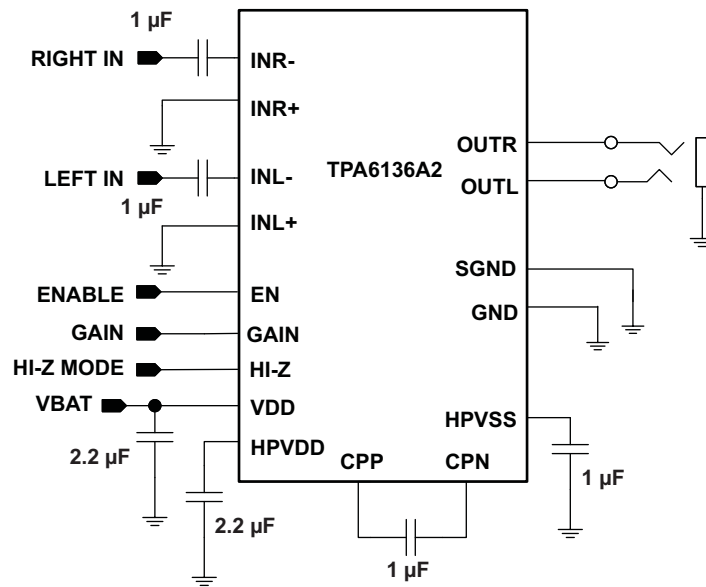 1 µF
RIGHT IN
INR-
INR+
LEFT IN
INL-
1 µF
INL+
TPA6136A2
OUTR
OUTL
SGND
GND
ENABLE
EN
GAIN
GAIN
HI-Z MODE
HI-Z
VBAT
VDD
HPVSS
2.2 µF
HPVDD
CPP
CPN
1 µF
2.2 µF
1 µF